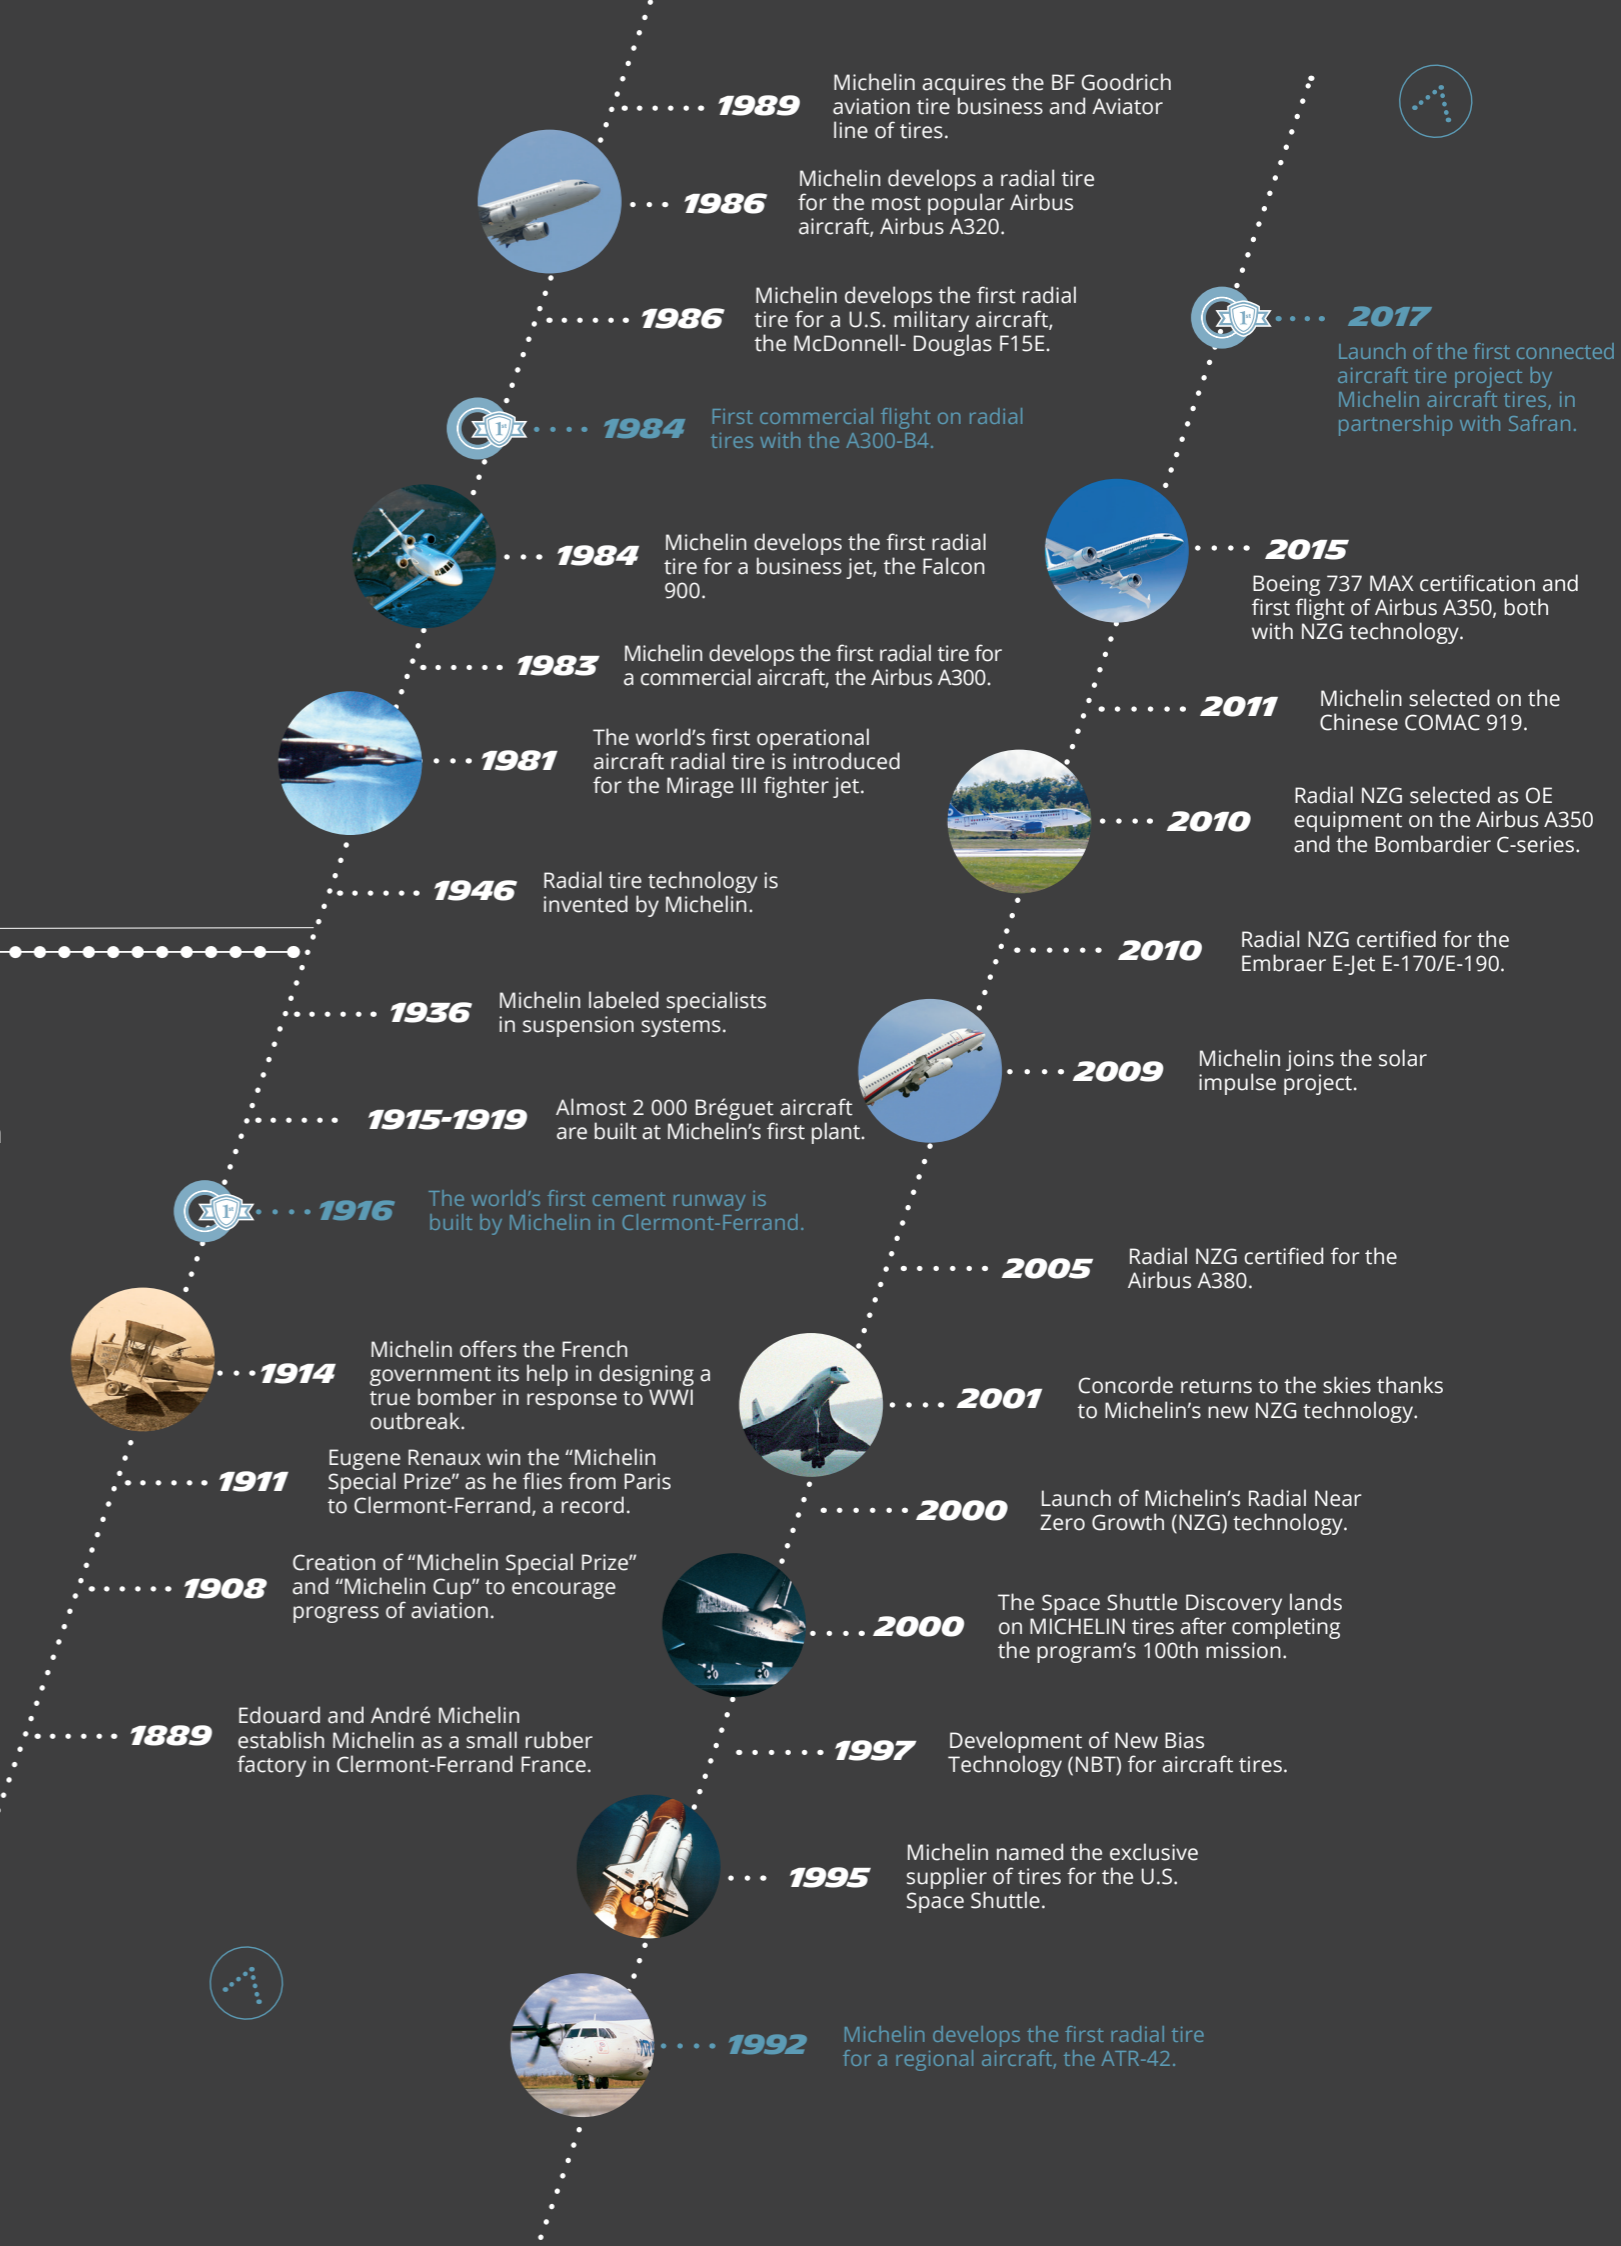 1989
Michelin acquires the BF Goodrich
aviation tire business and Aviator
line of tires.
1986
Michelin develops a radial tire
for the most popular Airbus
aircraft, Airbus A320.
1986
Michelin develops the first radial
tire for a U.S. military aircraft,
the McDonnell- Douglas F15E.
1st
1984
First commercial flight on radial
tires with the A300-B4.
1984
Michelin develops the first radial
tire for a business jet, the Falcon
900.
1983
Michelin develops the first radial tire for
a commercial aircraft, the Airbus A300.
1981
The world’s first operational
aircraft radial tire is introduced
for the Mirage III fighter jet.
1946
Radial tire technology is
invented by Michelin.
1936
Michelin labeled specialists
in suspension systems.
1915-1919
Almost 2 000 Bréguet aircraft
are built at Michelin’s first plant.
1st
1916
The world’s first cement runway is
built by Michelin in Clermont-Ferrand.
1914
Michelin offers the French
government its help in designing a
true bomber in response to WWI
outbreak.
1911
Eugene Renaux win the “Michelin
Special Prize” as he flies from Paris
to Clermont-Ferrand, a record.
1908
Creation of “Michelin Special Prize”
and “Michelin Cup” to encourage
progress of aviation.
1889
Edouard and André Michelin
establish Michelin as a small rubber
factory in Clermont-Ferrand France.
1st
2017
Launch of the first connected
aircraft tire project by
Michelin aircraft tires, in
partnership with Safran.
2015
Boeing 737 MAX certification and
first flight of Airbus A350, both
with NZG technology.
2011
Michelin selected on the
Chinese COMAC 919.
2010
Radial NZG selected as OE
equipment on the Airbus A350
and the Bombardier C-series.
2010
Radial NZG certified for the
Embraer E-Jet E-170/E-190.
2009
Michelin joins the solar
impulse project.
2005
Radial NZG certified for the
Airbus A380.
2001
Concorde returns to the skies thanks
to Michelin’s new NZG technology.
2000
Launch of Michelin’s Radial Near
Zero Growth (NZG) technology.
2000
The Space Shuttle Discovery lands
on MICHELIN tires after completing
the program’s 100th mission.
1997
Development of New Bias
Technology (NBT) for aircraft tires.
1995
Michelin named the exclusive
supplier of tires for the U.S.
Space Shuttle.
1992
Michelin develops the first radial tire
for a regional aircraft, the ATR-42.